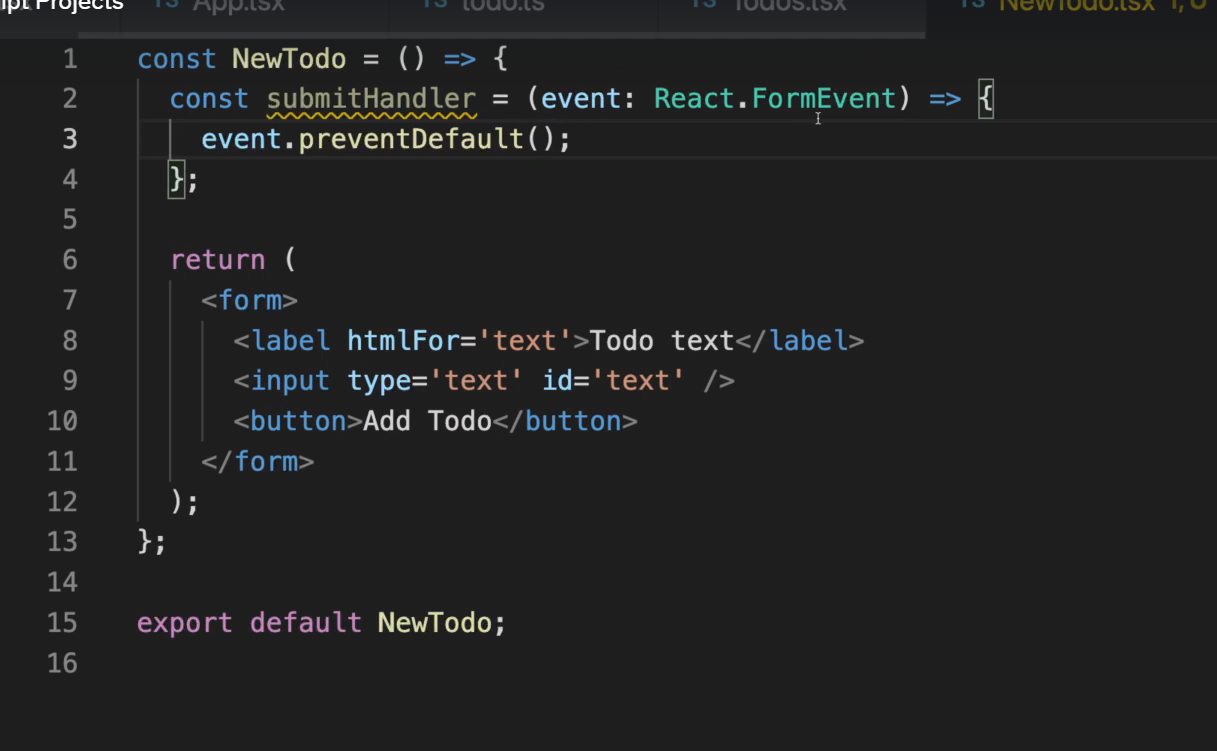 ipt Projects
TS App.tsx TS todo.ts TS Todos.tsx TS NewTodo.tsx 1, U
1 const NewTodo = () => {
2   const submitHandler = (event: React.FormEvent) => {
3     event.preventDefault();
4   };
5
6   return (
7     <form>
8       <label htmlFor='text'>Todo text</label>
9       <input type='text' id='text' />
10       <button>Add Todo</button>
11     </form>
12   );
13 };
14
15 export default NewTodo;
16